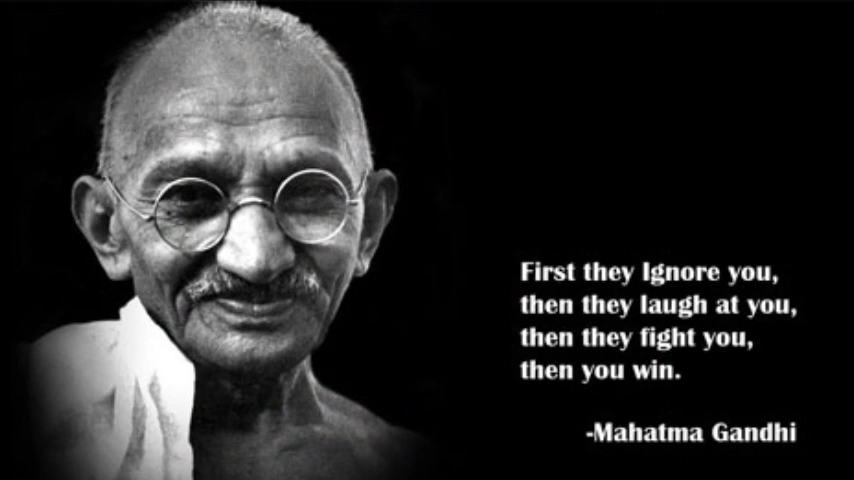 First they Ignore you,
then they laugh at you,
then they fight you,
then you win.
-Mahatma Gandhi